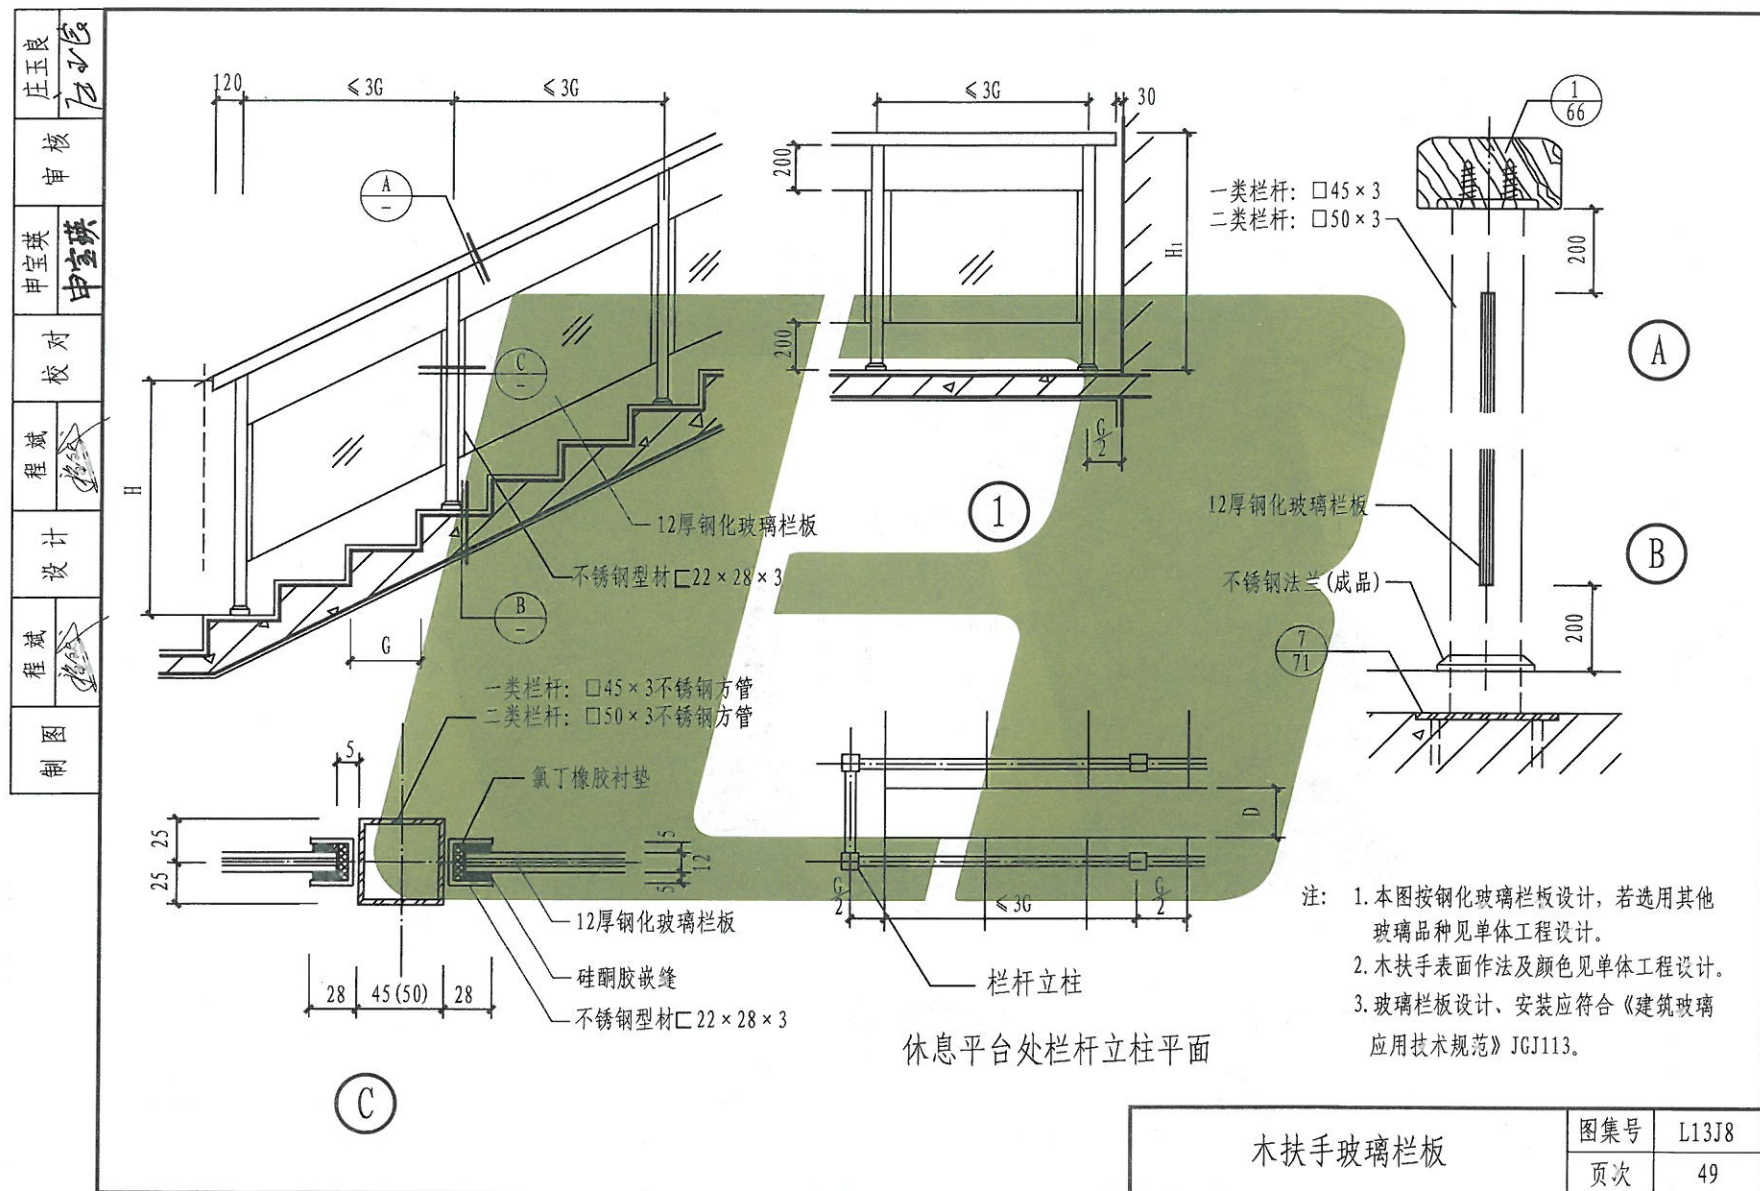 庄玉良
审核
申宝瑛
申宝瑛
校对
程斌
设计
程斌
制图
120
≤3G
≤3G
A
-
C
-
H
12厚钢化玻璃栏板
不锈钢型材⊏22×28×3
B
-
G
≤3G
30
200
200
H₁
G
2
1
1
66
一类栏杆: □45×3
二类栏杆: □50×3
200
A
12厚钢化玻璃栏板
B
不锈钢法兰(成品)
200
7
71
一类栏杆: □45×3不锈钢方管
二类栏杆: □50×3不锈钢方管
5
氯丁橡胶衬垫
25
25
5
12
5
12厚钢化玻璃栏板
硅酮胶嵌缝
28
45(50)
28
不锈钢型材⊏22×28×3
C
D
G
2
≤3G
G
2
栏杆立柱
休息平台处栏杆立柱平面
注: 1.本图按钢化玻璃栏板设计，若选用其他
玻璃品种见单体工程设计。
2.木扶手表面作法及颜色见单体工程设计。
3.玻璃栏板设计、安装应符合《建筑玻璃
应用技术规范》JGJ113。
木扶手玻璃栏板
图集号 L13J8
页次 49